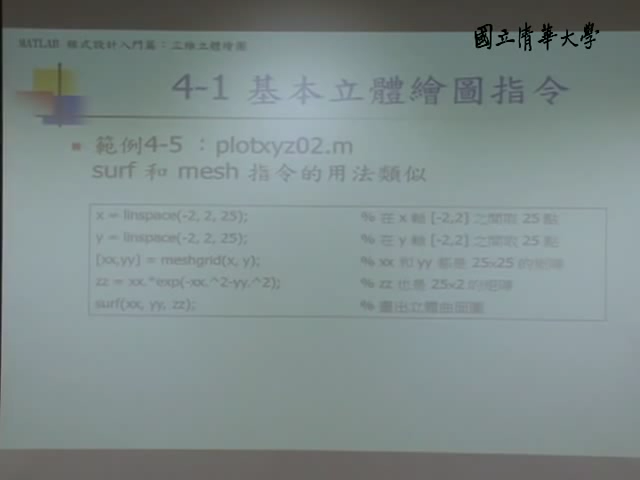 MATLAB 程式設計入門篇：三維立體繪圖
國立清華大學
4-1 基本立體繪圖指令
範例4-5 ：plotxyz02.m
surf 和 mesh 指令的用法類似
x = linspace(-2, 2, 25); % 在 x 軸 [-2,2] 之間取 25 點
y = linspace(-2, 2, 25); % 在 y 軸 [-2,2] 之間取 25 點
[xx,yy] = meshgrid(x, y); % xx 和 yy 都是 25x25 的矩陣
zz = xx.*exp(-xx.^2-yy.^2); % zz 也是 25x2 的矩陣
surf(xx, yy, zz); % 畫出立體曲面圖